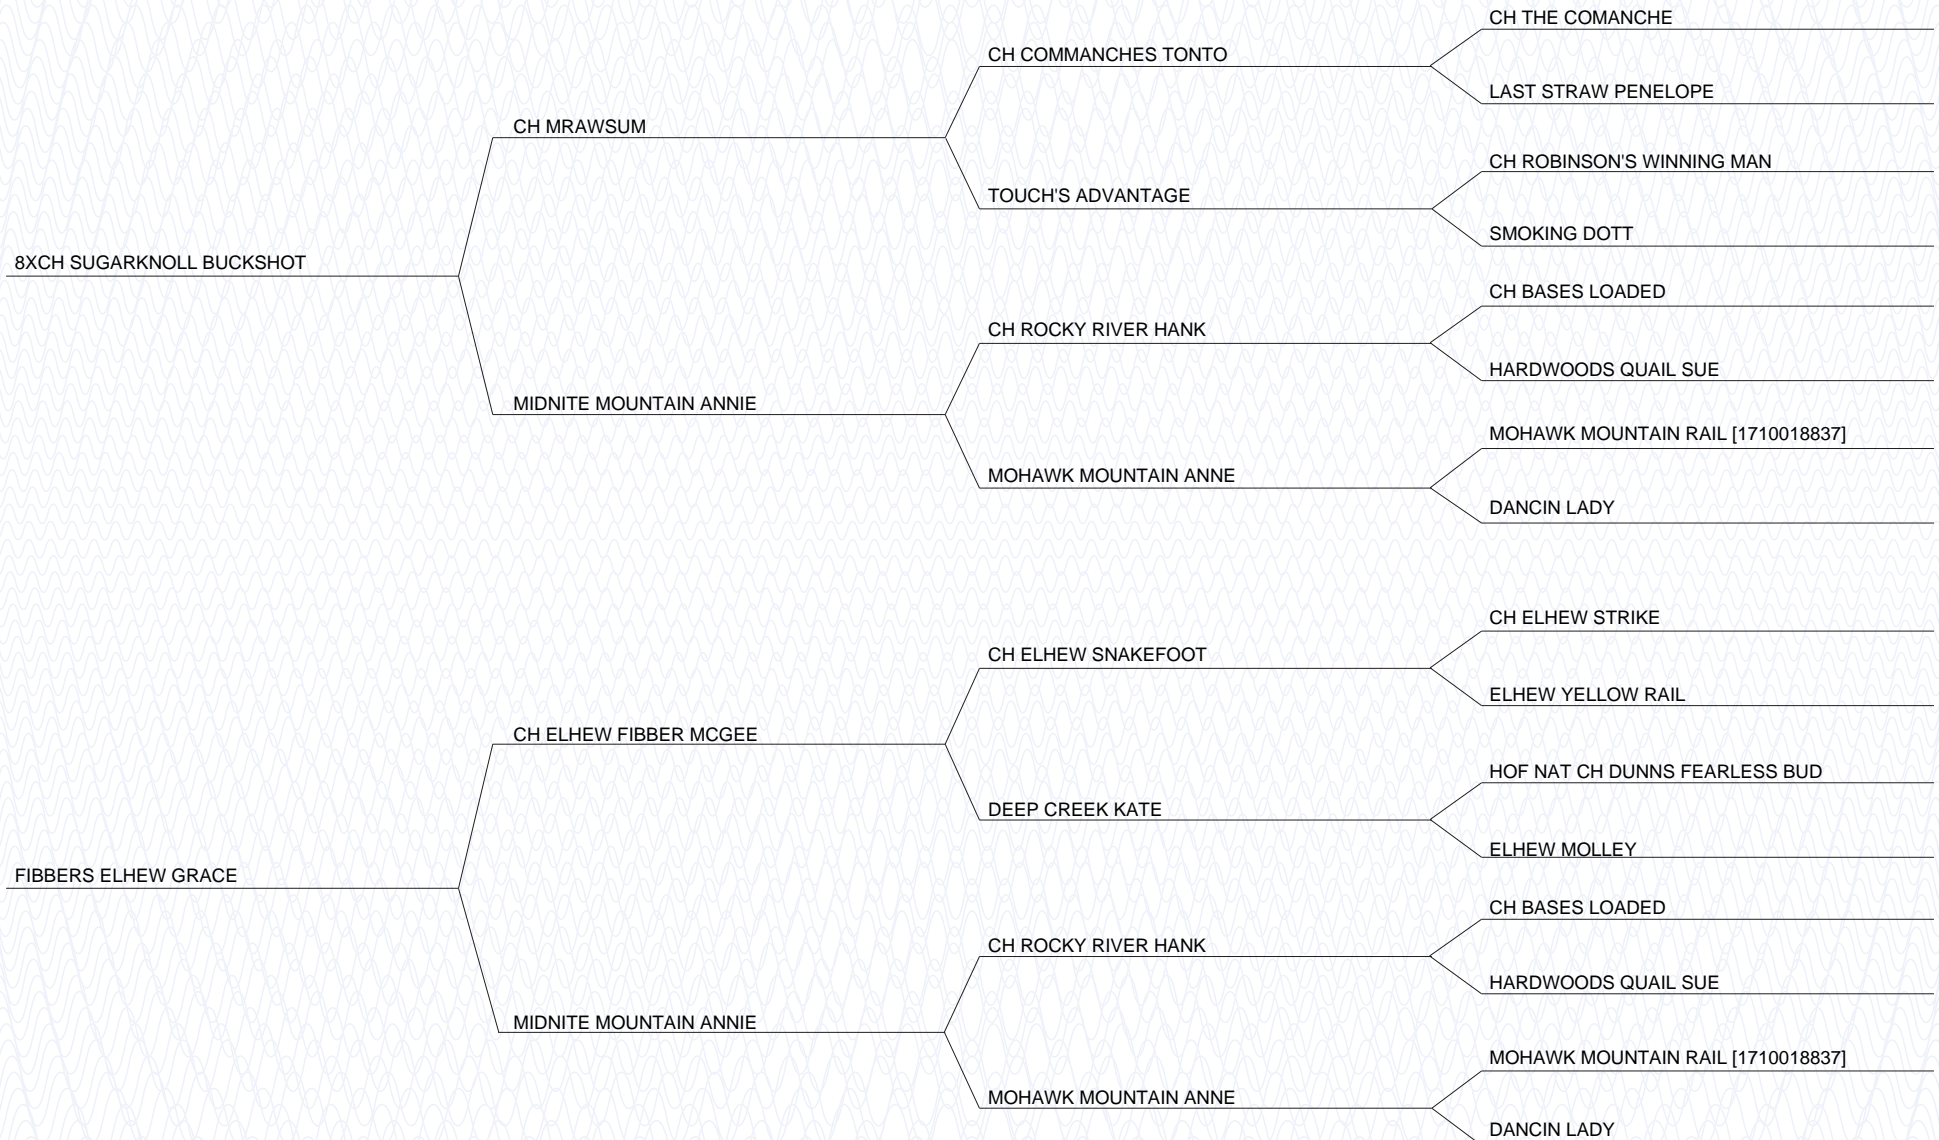 CH THE COMANCHE
CH COMMANCHES TONTO
LAST STRAW PENELOPE
CH MRAWSUM
CH ROBINSON'S WINNING MAN
TOUCH'S ADVANTAGE
SMOKING DOTT
8XCH SUGARKNOLL BUCKSHOT
CH BASES LOADED
CH ROCKY RIVER HANK
HARDWOODS QUAIL SUE
MIDNITE MOUNTAIN ANNIE
MOHAWK MOUNTAIN RAIL [1710018837]
MOHAWK MOUNTAIN ANNE
DANCIN LADY
CH ELHEW STRIKE
CH ELHEW SNAKEFOOT
ELHEW YELLOW RAIL
CH ELHEW FIBBER MCGEE
HOF NAT CH DUNNS FEARLESS BUD
DEEP CREEK KATE
ELHEW MOLLEY
FIBBERS ELHEW GRACE
CH BASES LOADED
CH ROCKY RIVER HANK
HARDWOODS QUAIL SUE
MIDNITE MOUNTAIN ANNIE
MOHAWK MOUNTAIN RAIL [1710018837]
MOHAWK MOUNTAIN ANNE
DANCIN LADY